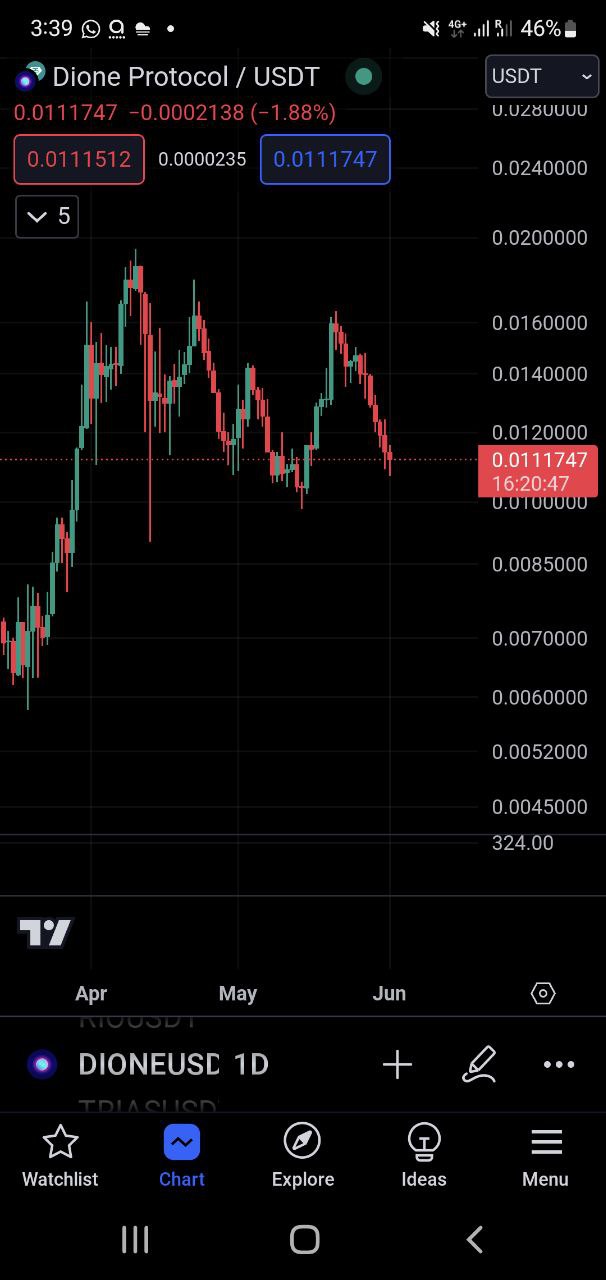 3:39 4G+ R 46%
Dione Protocol / USDT USDT
0.0111747 −0.0002138 (−1.88%) 0.0280000
0.0111512 0.0000235 0.0111747 0.0240000
5
0.0200000
0.0160000
0.0140000
0.0120000
0.0111747
16:20:47
0.0100000
0.0085000
0.0070000
0.0060000
0.0052000
0.0045000
324.00
Apr May Jun
RIOUSDT
DIONEUSD 1D
TRIASUSD
Watchlist Chart Explore Ideas Menu